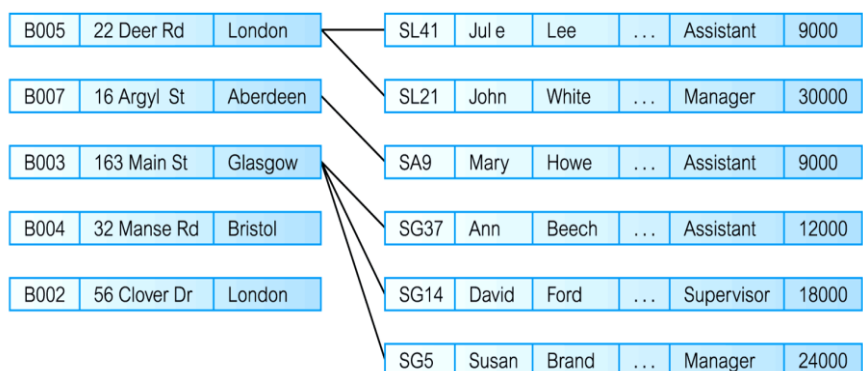 B005 22 Deer Rd London SL41 Jul e Lee ... Assistant 9000
SL21 John White ... Manager 30000
B007 16 Argyl St Aberdeen
B003 163 Main St Glasgow SA9 Mary Howe ... Assistant 9000
B004 32 Manse Rd Bristol SG37 Ann Beech ... Assistant 12000
B002 56 Clover Dr London SG14 David Ford ... Supervisor 18000
SG5 Susan Brand ... Manager 24000